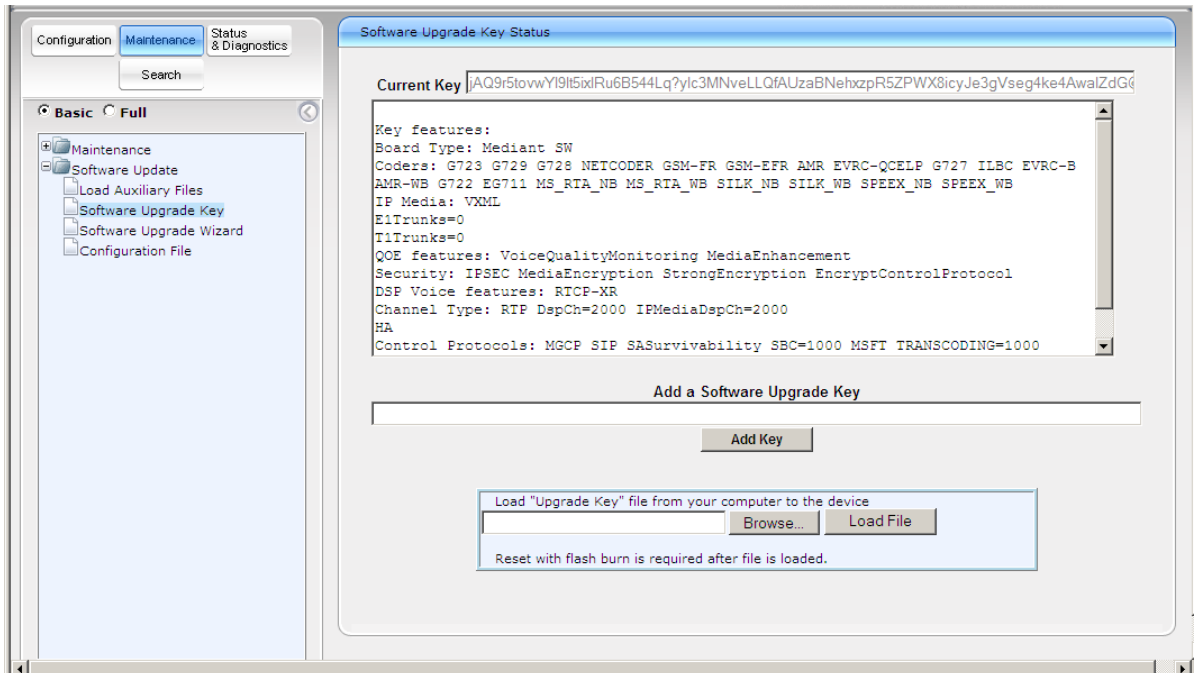 Configuration
Maintenance
Status
& Diagnostics
Search
Basic
Full
Maintenance
Software Update
Load Auxiliary Files
Software Upgrade Key
Software Upgrade Wizard
Configuration File
Software Upgrade Key Status
Current Key
Key features:
Board Type: Mediant SW
Coders: G723 G729 G728 NETCODER GSM-FR GSM-EFR AMR EVRC-QCELP G727 ILBC EVRC-B
AMR-WB G722 EG711 MS_RTA_NB MS_RTA_WB SILK_NB SILK_WB SPEEX_NB SPEEX_WB
IP Media: VXML
E1Trunks=0
T1Trunks=0
QOE features: VoiceQualityMonitoring MediaEnhancement
Security: IPSEC MediaEncryption StrongEncryption EncryptControlProtocol
DSP Voice features: RTCP-XR
Channel Type: RTP DspCh=2000 IPMediaDspCh=2000
HA
Control Protocols: MGCP SIP SASurvivability SBC=1000 MSFT TRANSCODING=1000
Add a Software Upgrade Key
Add Key
Load "Upgrade Key" file from your computer to the device
Browse...
Load File
Reset with flash burn is required after file is loaded.